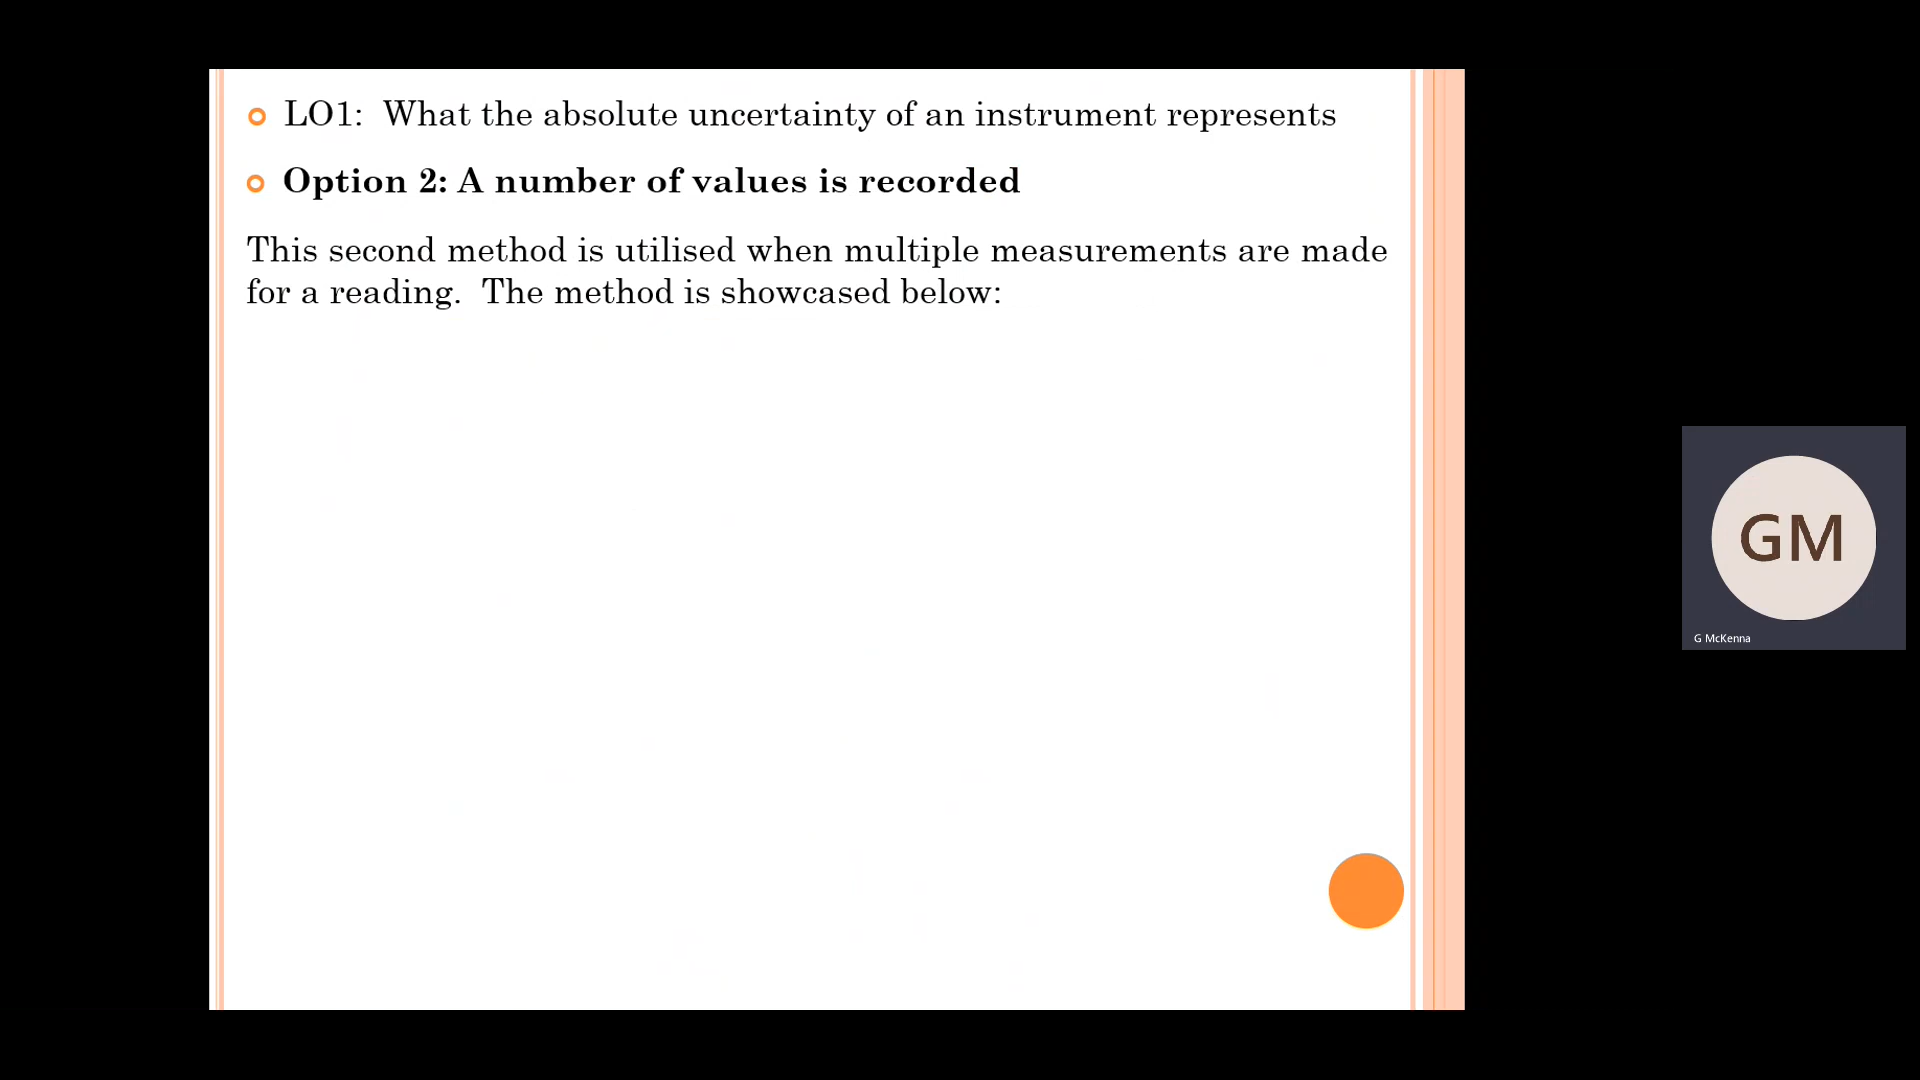 LO1: What the absolute uncertainty of an instrument represents
Option 2: A number of values is recorded
This second method is utilised when multiple measurements are made
for a reading. The method is showcased below:
GM
G McKenna